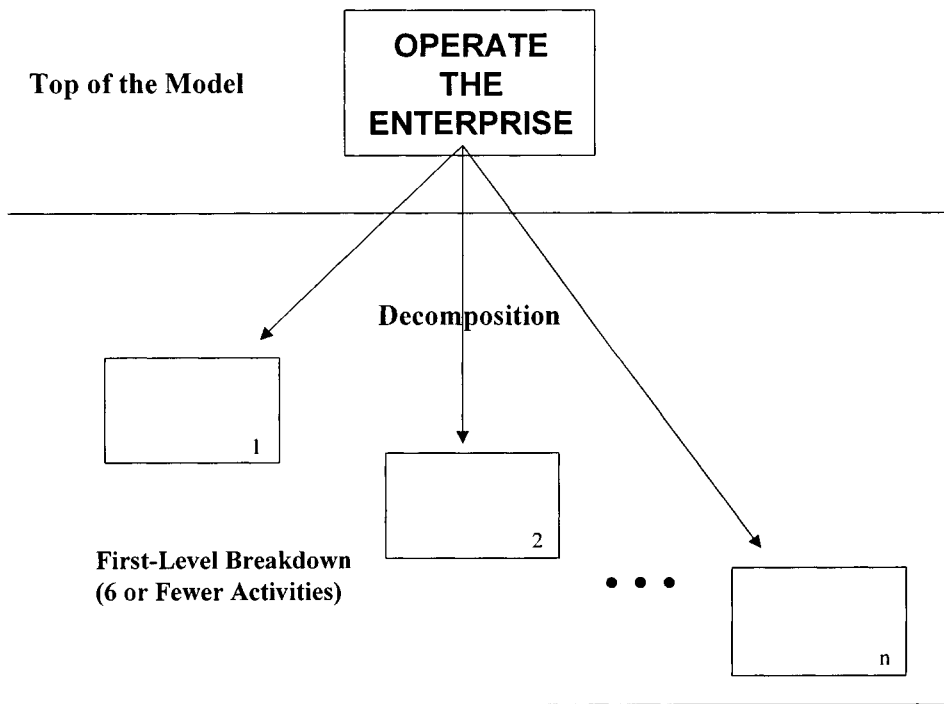 OPERATE
THE
ENTERPRISE
Top of the Model
Decomposition
1
2
First-Level Breakdown
(6 or Fewer Activities)
• • •
n